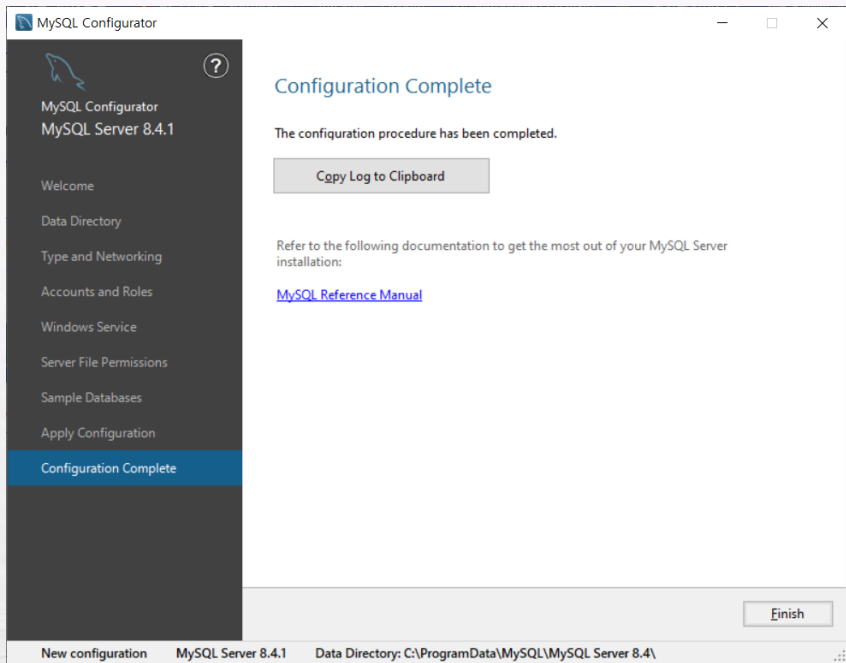 MySQL Configurator
?
MySQL Configurator
MySQL Server 8.4.1
Welcome
Data Directory
Type and Networking
Accounts and Roles
Windows Service
Server File Permissions
Sample Databases
Apply Configuration
Configuration Complete
Configuration Complete
The configuration procedure has been completed.
Copy Log to Clipboard
Refer to the following documentation to get the most out of your MySQL Server
installation:
MySQL Reference Manual
Finish
New configuration MySQL Server 8.4.1 Data Directory: C:\ProgramData\MySQL\MySQL Server 8.4\